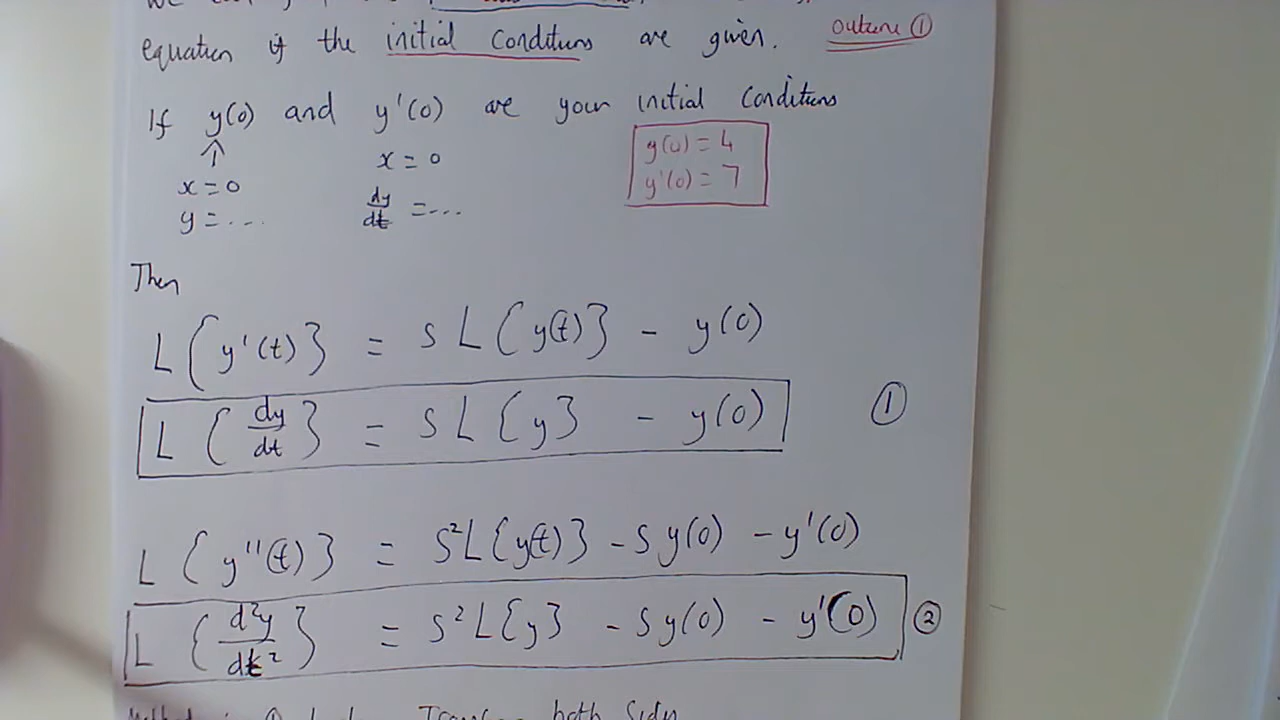 equation if the initial conditions are given. outcome ①
If y(0) and y'(0) are your initial conditions
y(0) = 4
y'(0) = 7
x = 0
y = ....
x = 0
dy/dt = ...
Then
L{y'(t)} = s L{y(t)} - y(0)
L{dy/dt} = s L{y} - y(0) ①
L{y''(t)} = s²L{y(t)} - s y(0) - y'(0)
L{d²y/dt²} = s²L{y} - s y(0) - y'(0) ②
both sides